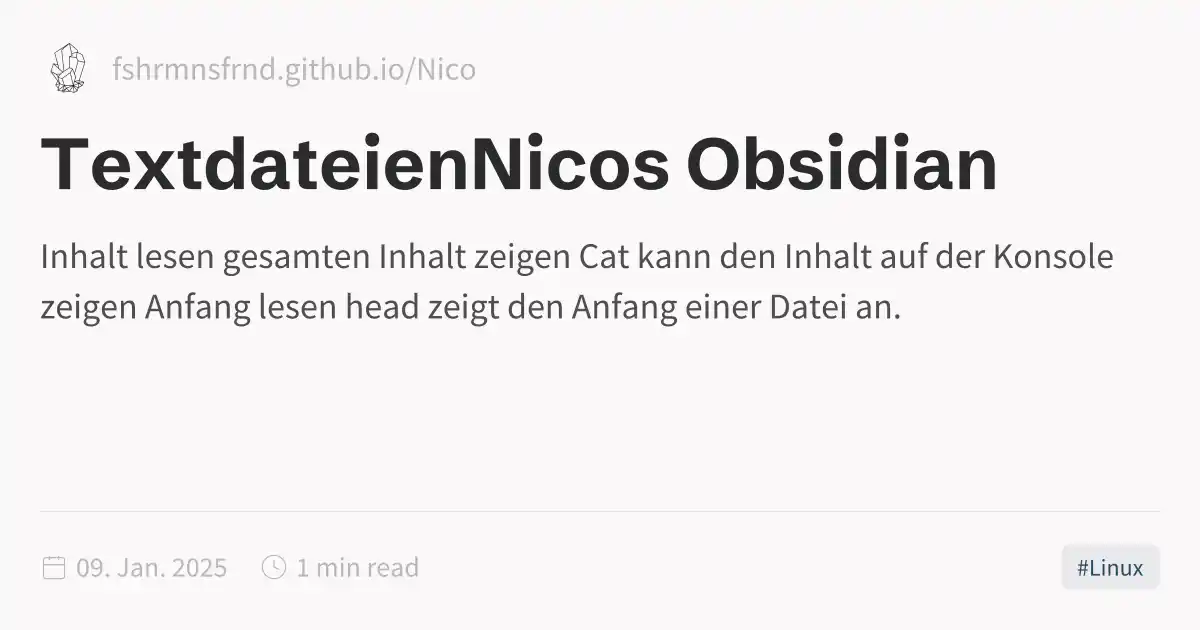 fshrmnsfrnd.github.io/Nico
TextdateienNicos Obsidian
Inhalt lesen gesamten Inhalt zeigen Cat kann den Inhalt auf der Konsole
zeigen Anfang lesen head zeigt den Anfang einer Datei an.
09. Jan. 2025 1 min read #Linux